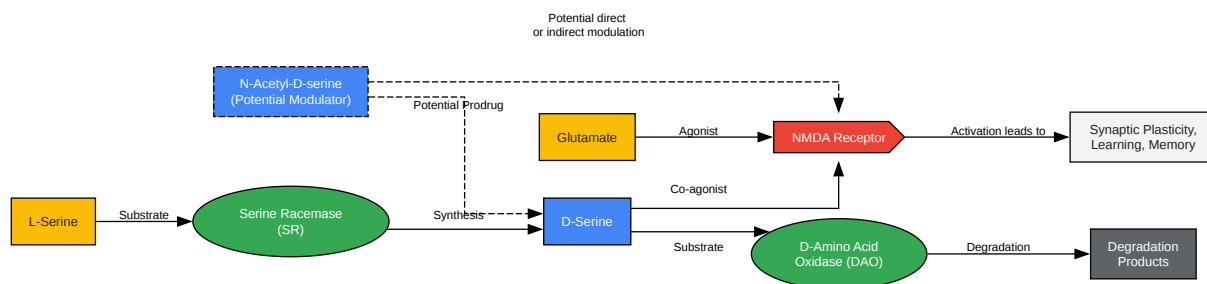 Potential direct
or indirect modulation
N-Acetyl-D-serine
(Potential Modulator)
Potential Prodrug
Glutamate
Agonist
NMDA Receptor
Activation leads to
Synaptic Plasticity,
Learning, Memory
L-Serine
Substrate
Serine Racemase
(SR)
Synthesis
D-Serine
Co-agonist
Substrate
D-Amino Acid
Oxidase (DAO)
Degradation
Degradation
Products